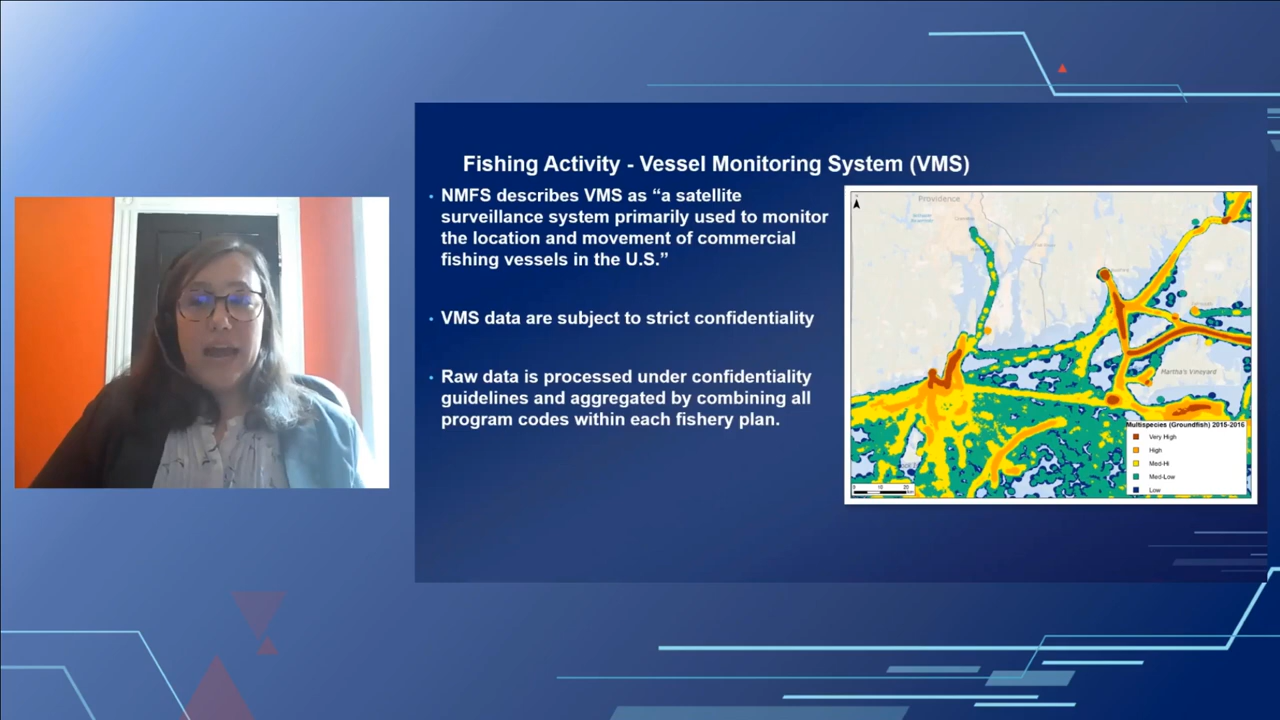 Fishing Activity - Vessel Monitoring System (VMS)
• NMFS describes VMS as “a satellite
surveillance system primarily used to monitor
the location and movement of commercial
fishing vessels in the U.S.”
• VMS data are subject to strict confidentiality
• Raw data is processed under confidentiality
guidelines and aggregated by combining all
program codes within each fishery plan.
Providence
Martha's Vineyard
Multispecies (Groundfish) 2015-2016
Very High
High
Med-Hi
Med-Low
Low
0 10 20